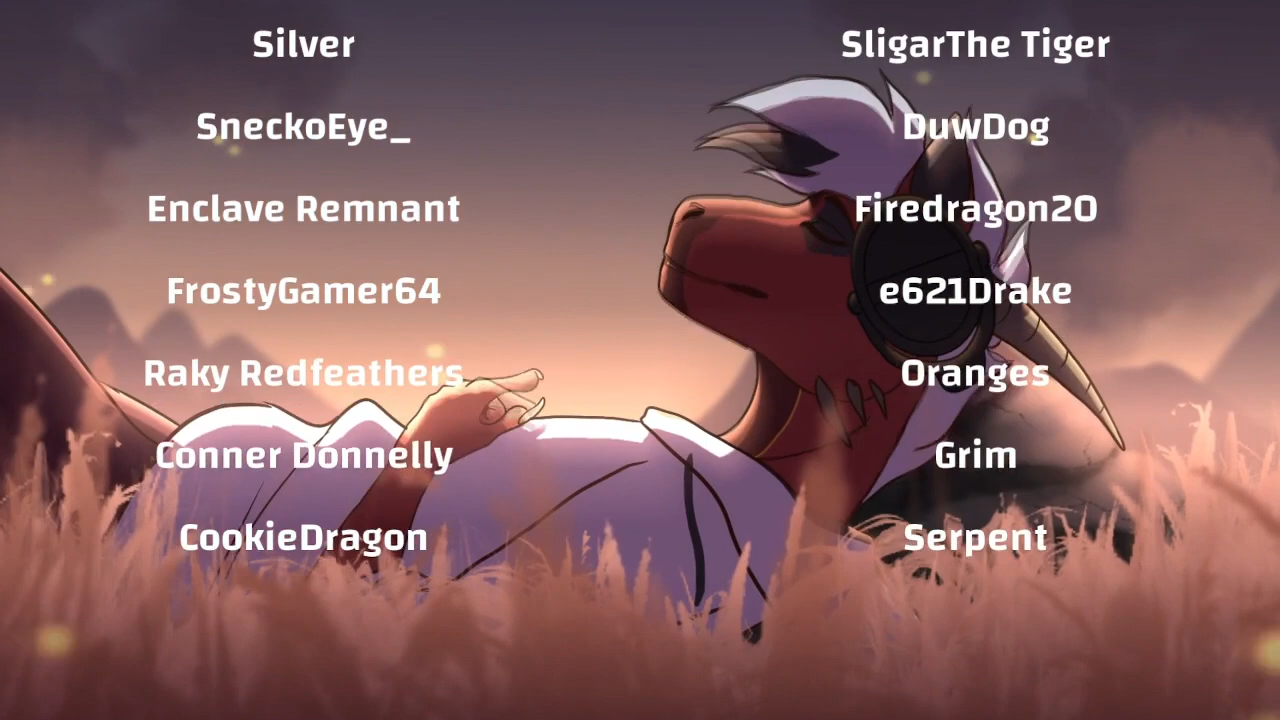 Silver
SligarThe Tiger
SneckoEye_
DuwDog
Enclave Remnant
Firedragon20
FrostyGamer64
e621Drake
Raky Redfeathers
Oranges
Conner Donnelly
Grim
CookieDragon
Serpent